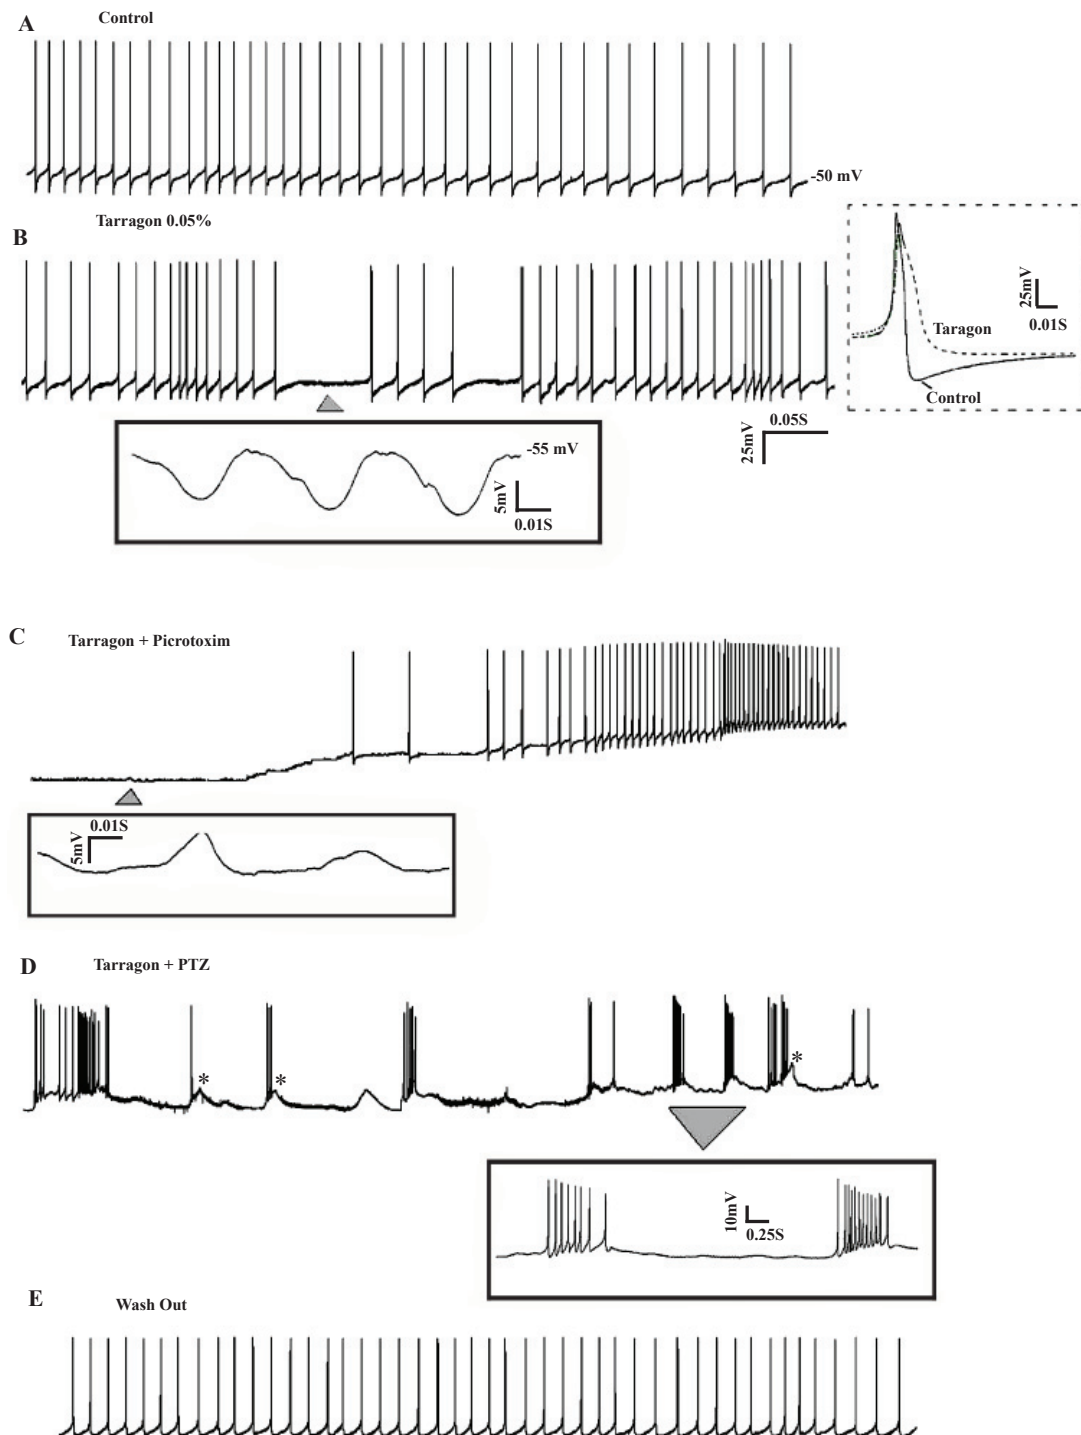 A
Control
-50 mV
Tarragon 0.05%
B
25mV
0.01S
Taragon
Control
0.05S
25mV
-55 mV
5mV
0.01S
C
Tarragon + Picrotoxim
0.01S
5mV
D
Tarragon + PTZ
*
*
*
10mV
0.25S
E
Wash Out